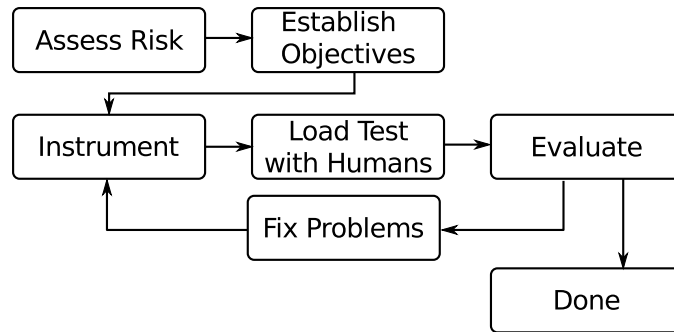 Assess Risk
Establish
Objectives
Instrument
Load Test
with Humans
Evaluate
Fix Problems
Done